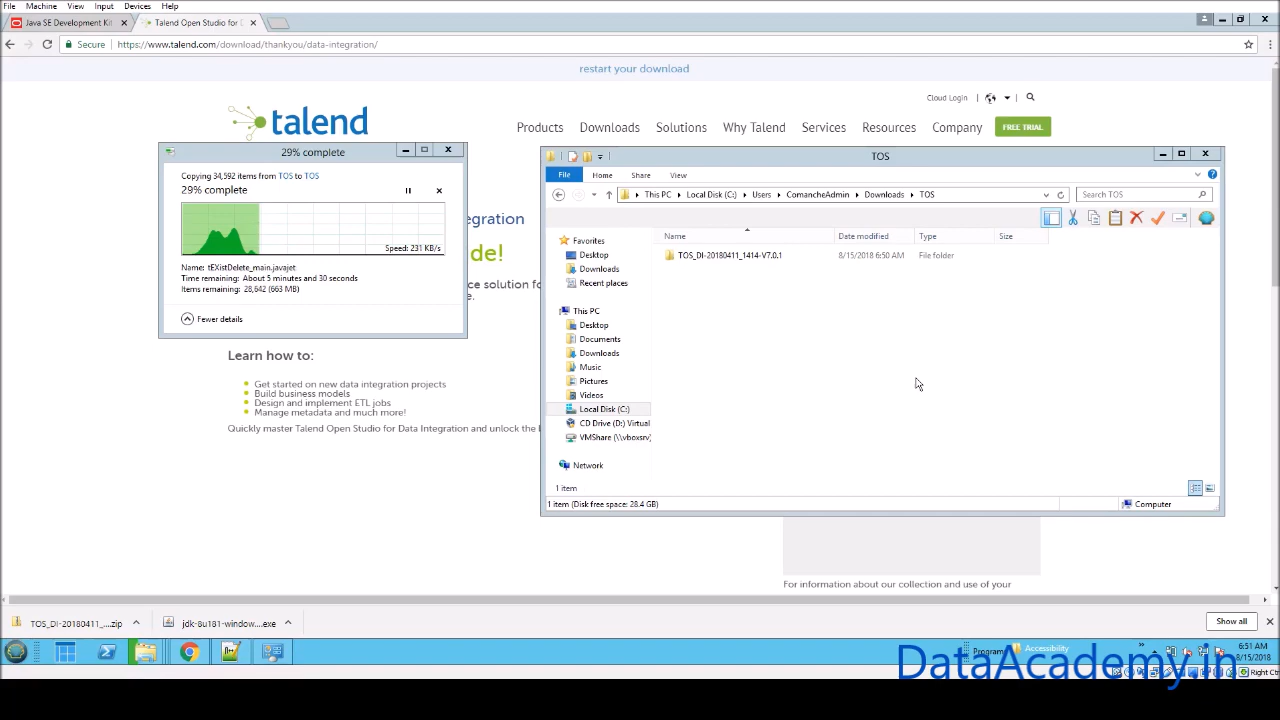 File Machine View Input Devices Help
Java SE Development Ki
Talend Open Studio for D
Secure https://www.talend.com/download/thankyou/data-integration/
restart your download
Cloud Login
talend
Products Downloads Solutions Why Talend Services Resources Company FREE TRIAL
29% complete
Copying 34,592 items from TOS to TOS
29% complete
Speed: 231 KB/s
Name: tEXistDelete_main.javajet
Time remaining: About 5 minutes and 30 seconds
Items remaining: 28,642 (663 MB)
Fewer details
egration
de!
ce solution fo
e.
TOS
File Home Share View
This PC Local Disk (C:) Users ComancheAdmin Downloads TOS
Search TOS
Name Date modified Type Size
TOS_DI-20180411_1414-V7.0.1 8/15/2018 6:50 AM File folder
Favorites
Desktop
Downloads
Recent places
This PC
Desktop
Documents
Downloads
Music
Pictures
Videos
Local Disk (C:)
CD Drive (D:) Virtual
VMShare (\\vboxsrv)
Network
1 item
1 item (Disk free space: 28.4 GB)
Computer
Learn how to:
Get started on new data integration projects
Build business models
Design and implement ETL jobs
Manage metadata and much more!
Quickly master Talend Open Studio for Data Integration and unlock the
For information about our collection and use of your
TOS_DI-20180411_....zip
jdk-8u181-window....exe
Show all
Program
Accessibility
6:51 AM
8/15/2018
DataAcademy.in
Right Ctr